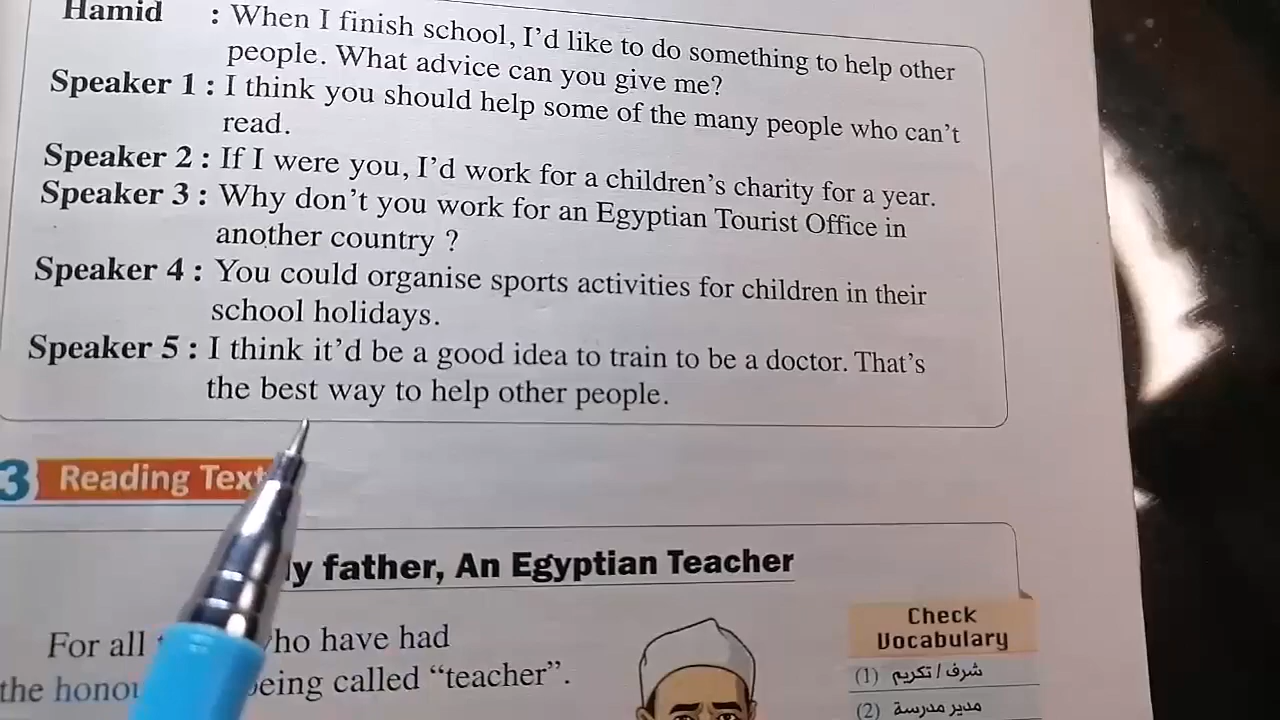 Hamid : When I finish school, I'd like to do something to help other
people. What advice can you give me?
Speaker 1 : I think you should help some of the many people who can't
read.
Speaker 2 : If I were you, I'd work for a children's charity for a year.
Speaker 3 : Why don't you work for an Egyptian Tourist Office in
another country ?
Speaker 4 : You could organise sports activities for children in their
school holidays.
Speaker 5 : I think it'd be a good idea to train to be a doctor. That's
the best way to help other people.
3 Reading Text
father, An Egyptian Teacher
For all have had
the being called “teacher”.
Check
Vocabulary
(1) شرف / تكريم
(2) مدير مدرسة